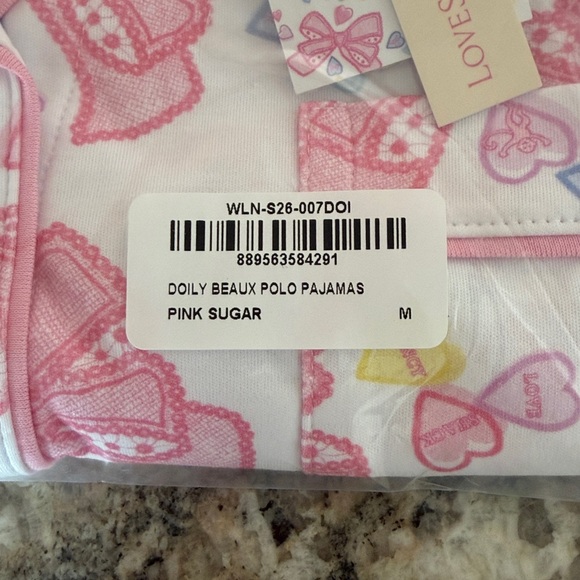 LOVES
WLN-S26-007DOI
889563584291
DOILY BEAUX POLO PAJAMAS
PINK SUGAR M
LOVE